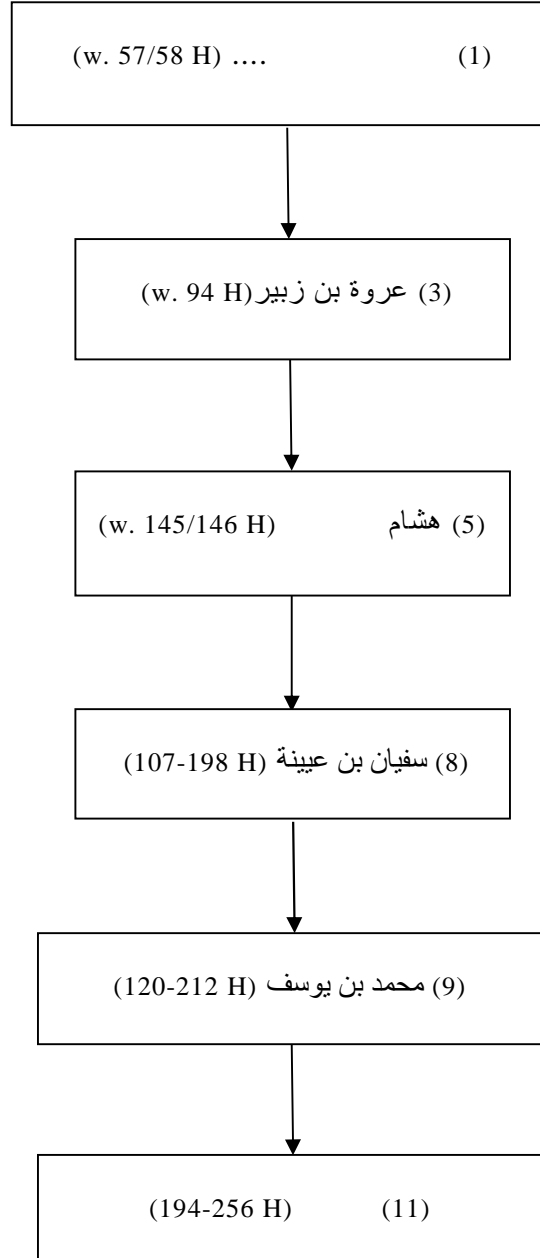 (1) .... (w. 57/58 H)
(3) عروة بن زبير (w. 94 H)
(5) هشام (w. 145/146 H)
(8) سفيان بن عيينة (107-198 H)
(9) محمد بن يوسف (120-212 H)
(11) (194-256 H)